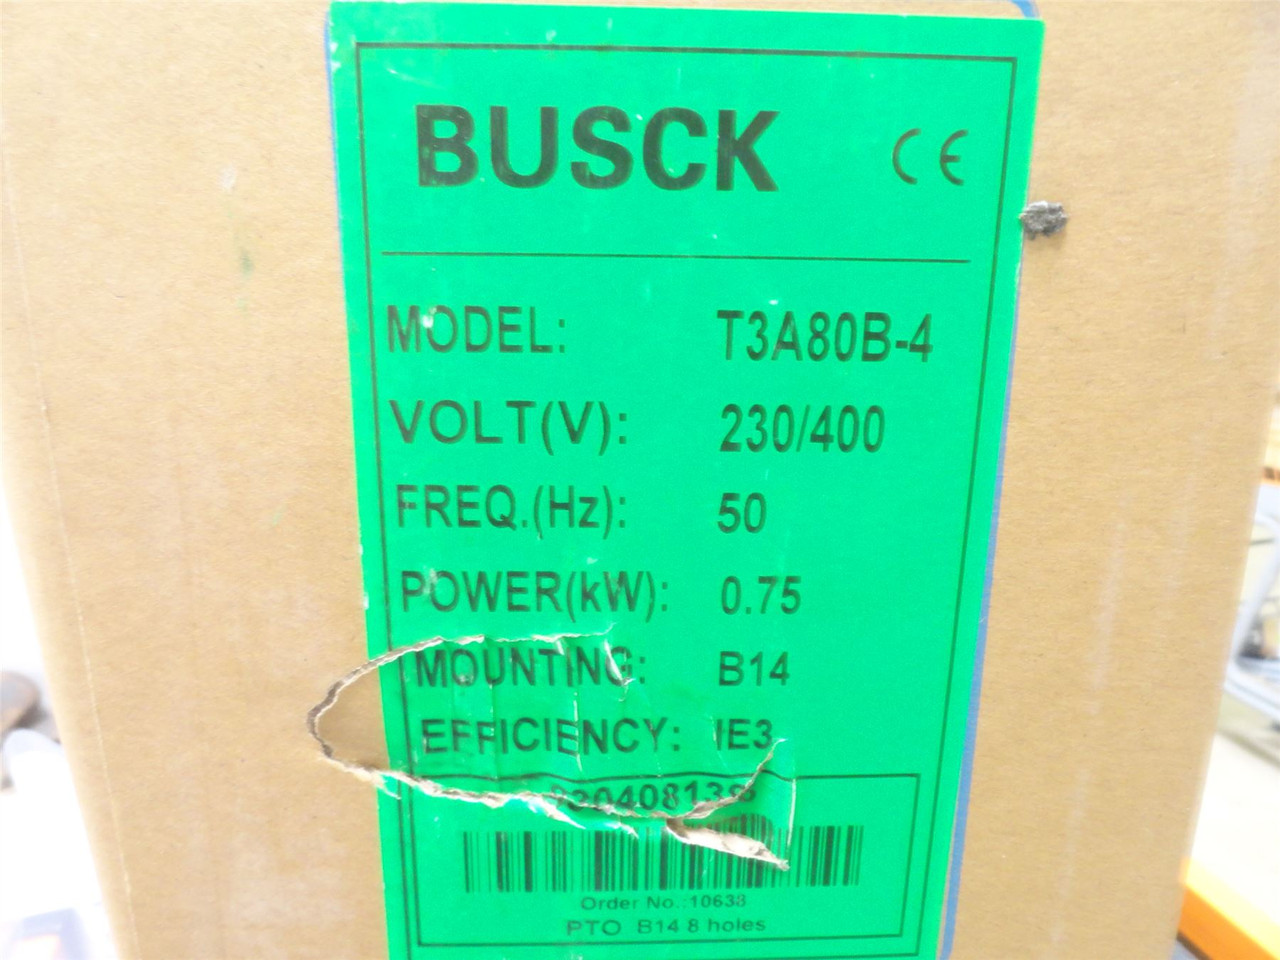 BUSCK CE
MODEL: T3A80B-4
VOLT(V): 230/400
FREQ.(Hz): 50
POWER(kW): 0.75
MOUNTING: B14
EFFICIENCY: IE3
Order No.:10638
PTO B14 8 holes